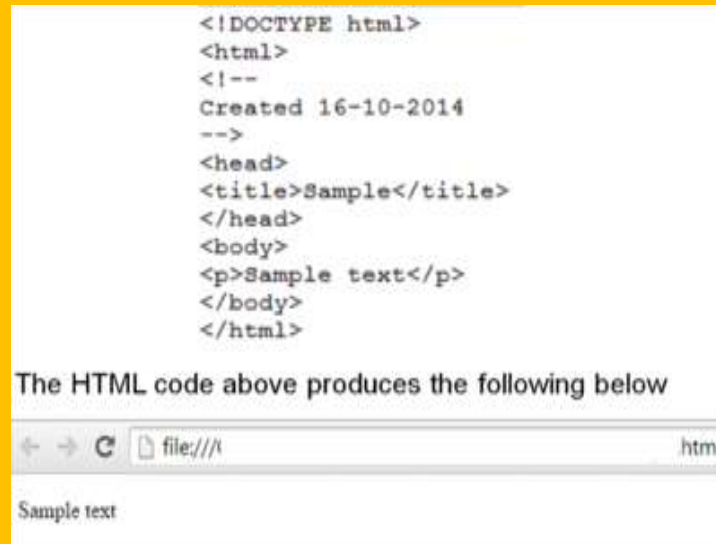 <!DOCTYPE html>
<html>
<!--
Created 16-10-2014
-->
<head>
<title>Sample</title>
</head>
<body>
<p>Sample text</p>
</body>
</html>
The HTML code above produces the following below
file:/// htm
Sample text